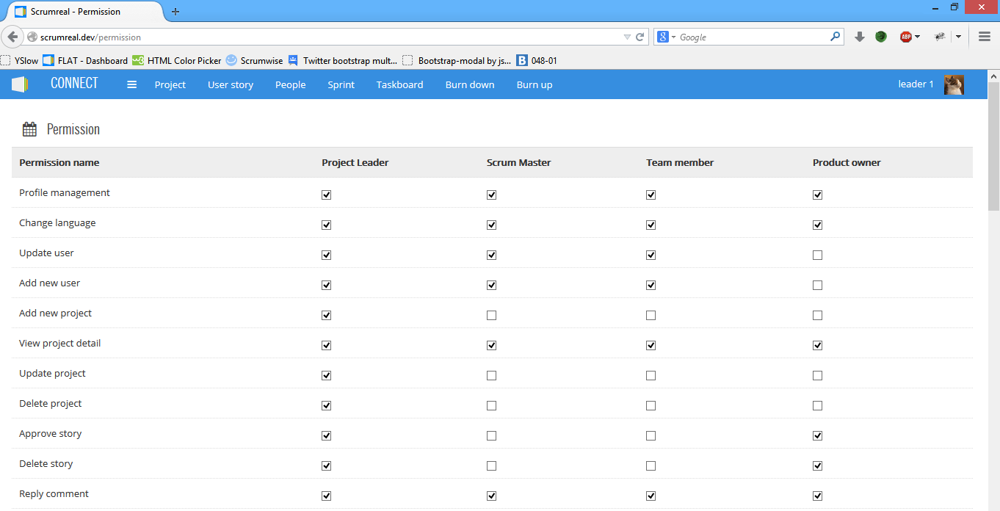 Scrumreal - Permission
scrumreal.dev/permission
Google
YSlow FLAT - Dashboard HTML Color Picker Scrumwise Twitter bootstrap mult... Bootstrap-modal by js... 048-01
CONNECT Project User story People Sprint Taskboard Burn down Burn up leader 1
Permission
Permission name Project Leader Scrum Master Team member Product owner
Profile management
Change language
Update user
Add new user
Add new project
View project detail
Update project
Delete project
Approve story
Delete story
Reply comment